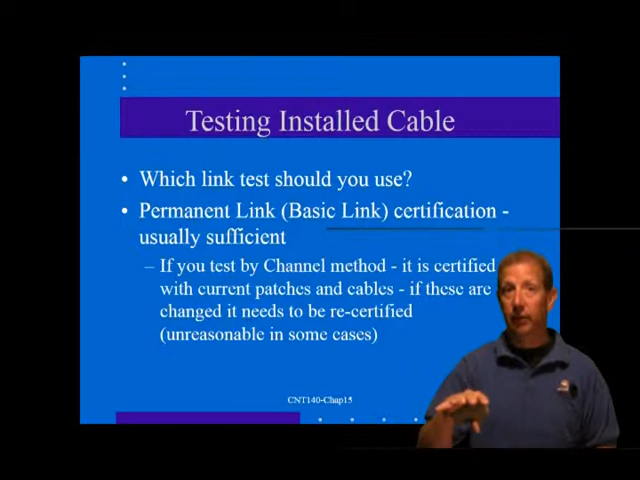 Testing Installed Cable
• Which link test should you use?
• Permanent Link (Basic Link) certification -
usually sufficient
– If you test by Channel method - it is certified
with current patches and cables - if these are
changed it needs to be re-certified
(unreasonable in some cases)
CNT140-Chap15